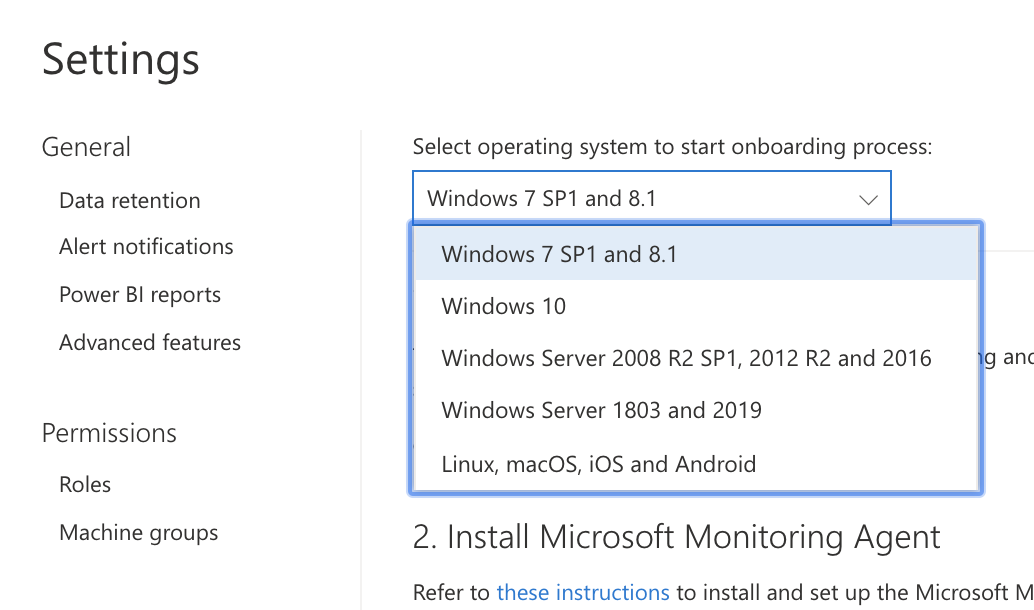 Settings
General
Data retention
Alert notifications
Power BI reports
Advanced features
Permissions
Roles
Machine groups
Select operating system to start onboarding process:
Windows 7 SP1 and 8.1
Windows 7 SP1 and 8.1
Windows 10
Windows Server 2008 R2 SP1, 2012 R2 and 2016
Windows Server 1803 and 2019
Linux, macOS, iOS and Android
2. Install Microsoft Monitoring Agent
Refer to these instructions to install and set up the Microsoft